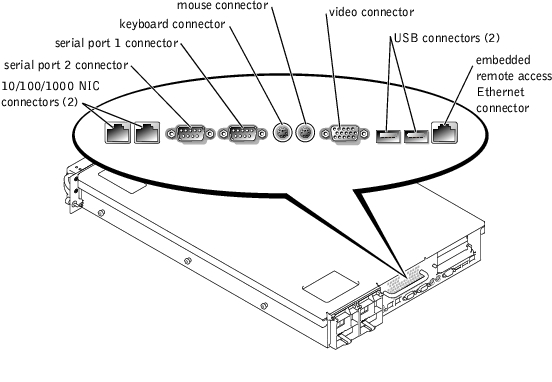 mouse connector
keyboard connector
video connector
serial port 1 connector
USB connectors (2)
serial port 2 connector
embedded
remote access
Ethernet
connector
10/100/1000 NIC
connectors (2)